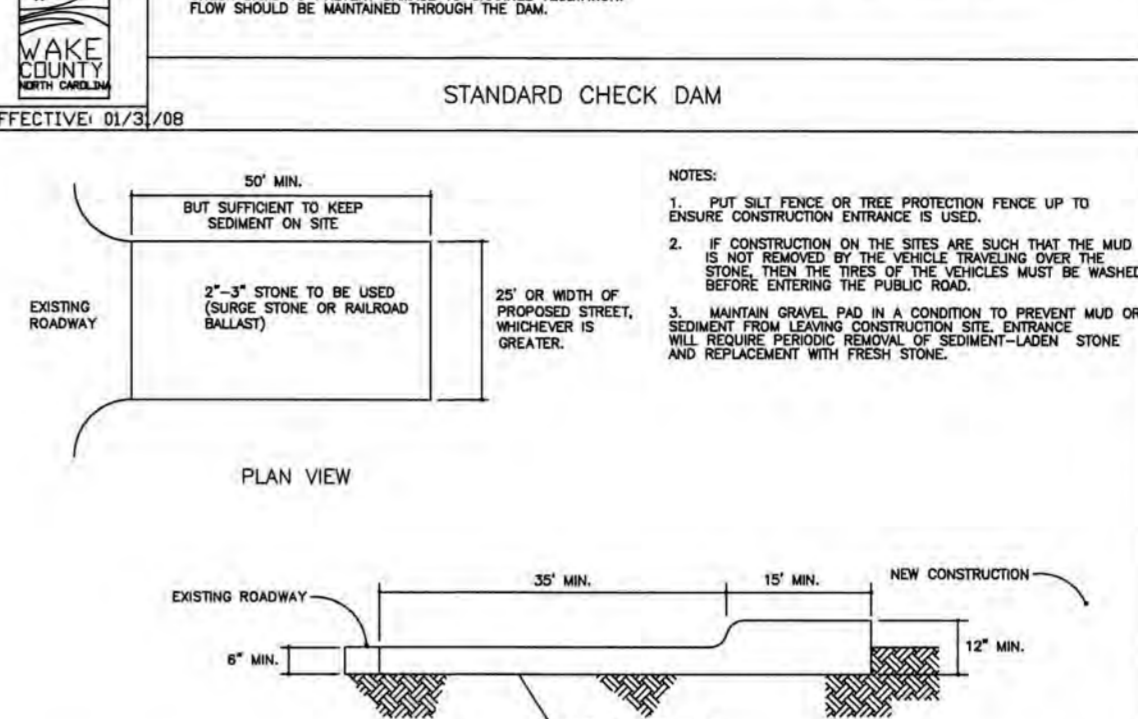 FLOW SHOULD BE MAINTAINED THROUGH THE DAM.
WAKE
COUNTY
NORTH CAROLINA
STANDARD CHECK DAM
EFFECTIVE: 01/31/08
50' MIN.
BUT SUFFICIENT TO KEEP
SEDIMENT ON SITE
EXISTING
ROADWAY
2"-3" STONE TO BE USED
(SURGE STONE OR RAILROAD
BALLAST)
25' OR WIDTH OF
PROPOSED STREET,
WHICHEVER IS
GREATER.
PLAN VIEW
NOTES:
1. PUT SILT FENCE OR TREE PROTECTION FENCE UP TO
ENSURE CONSTRUCTION ENTRANCE IS USED.
2. IF CONSTRUCTION ON THE SITES ARE SUCH THAT THE MUD
IS NOT REMOVED BY THE VEHICLE TRAVELING OVER THE
STONE, THEN THE TIRES OF THE VEHICLES MUST BE WASHED
BEFORE ENTERING THE PUBLIC ROAD.
3. MAINTAIN GRAVEL PAD IN A CONDITION TO PREVENT MUD OR
SEDIMENT FROM LEAVING CONSTRUCTION SITE. ENTRANCE
WILL REQUIRE PERIODIC REMOVAL OF SEDIMENT-LADEN STONE
AND REPLACEMENT WITH FRESH STONE.
EXISTING ROADWAY
35' MIN.
15' MIN.
NEW CONSTRUCTION
6" MIN.
12" MIN.